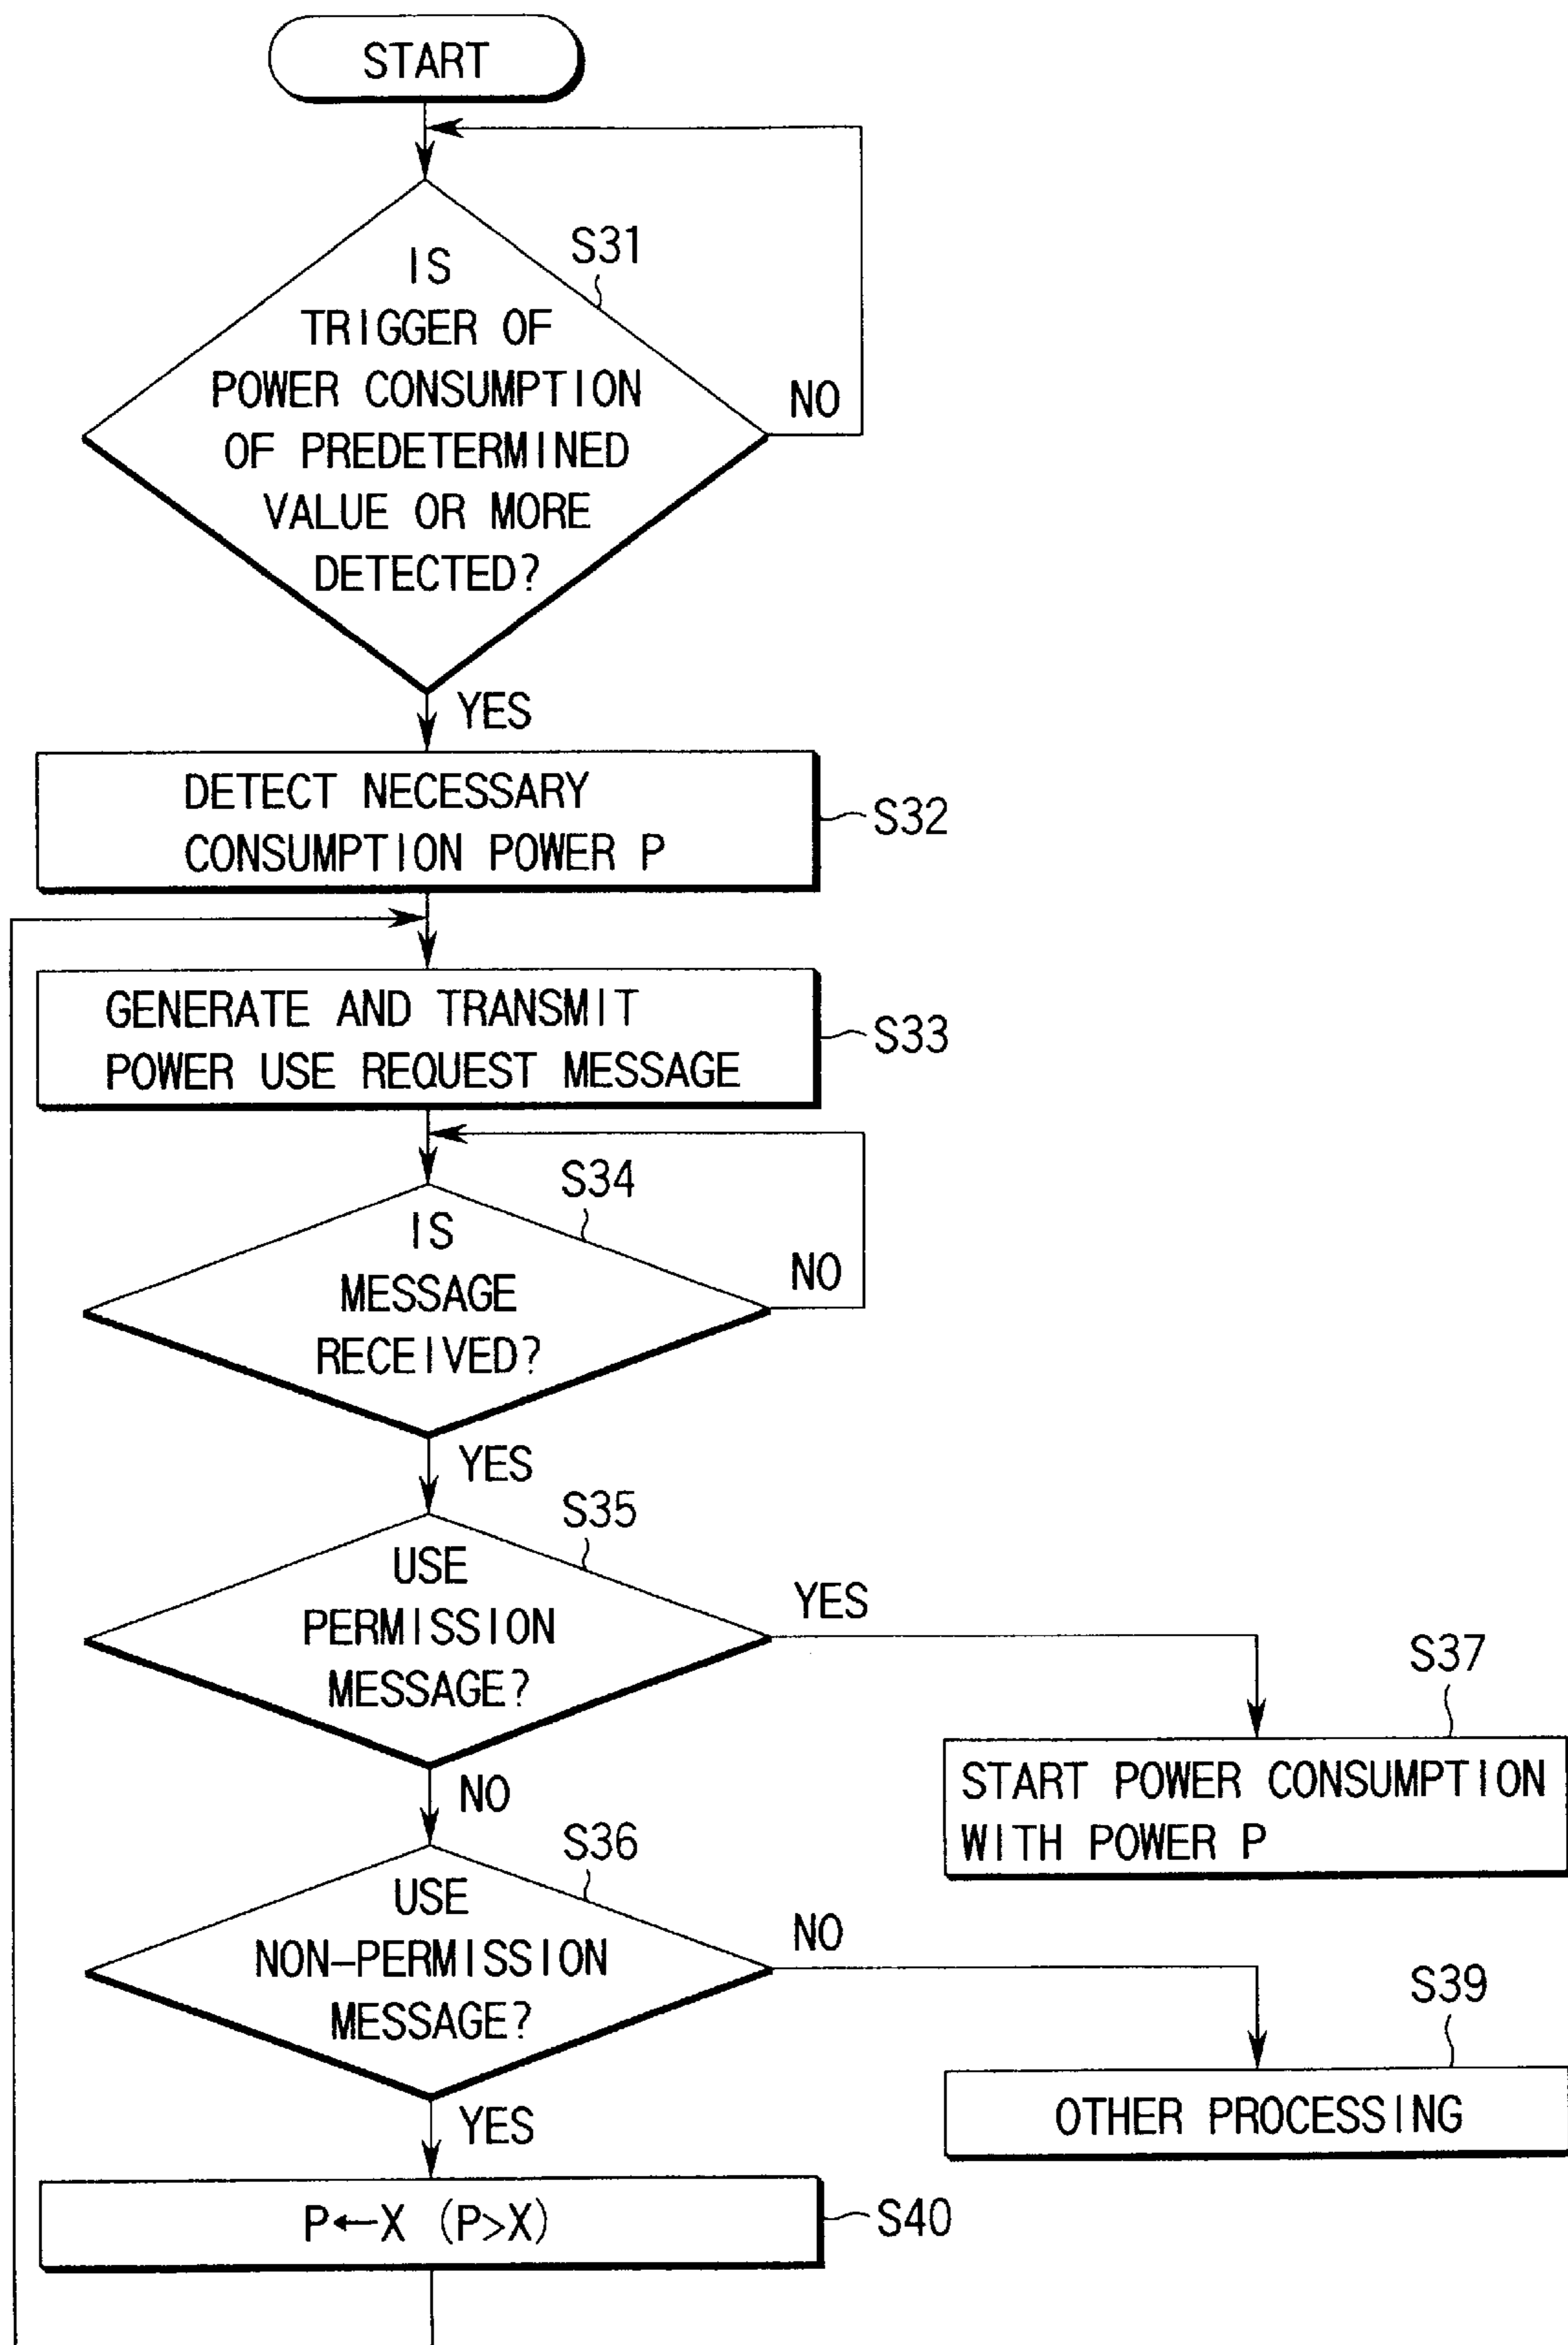 START
S31
IS
TRIGGER OF
POWER CONSUMPTION
OF PREDETERMINED
VALUE OR MORE
DETECTED?
NO
YES
DETECT NECESSARY
CONSUMPTION POWER P
S32
GENERATE AND TRANSMIT
POWER USE REQUEST MESSAGE
S33
S34
IS
MESSAGE
RECEIVED?
NO
YES
S35
USE
PERMISSION
MESSAGE?
YES
NO
S37
START POWER CONSUMPTION
WITH POWER P
S36
USE
NON-PERMISSION
MESSAGE?
NO
YES
S39
OTHER PROCESSING
P←X (P>X)
S40